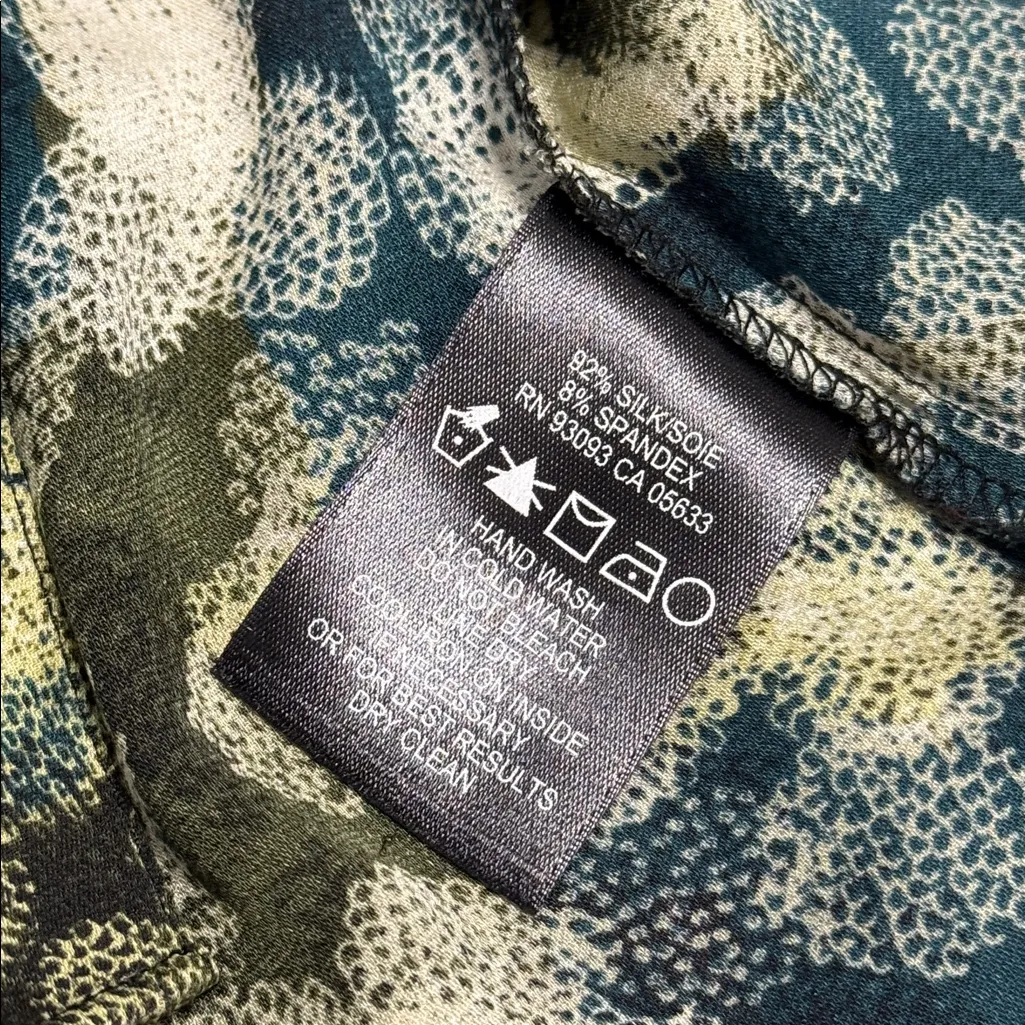 92% SILK/SOIE
8% SPANDEX
RN 93093 CA 05633
HAND WASH
IN COLD WATER
DO NOT BLEACH
LINE DRY
COOL IRON ON INSIDE
IF NECESSARY
OR FOR BEST RESULTS
DRY CLEAN